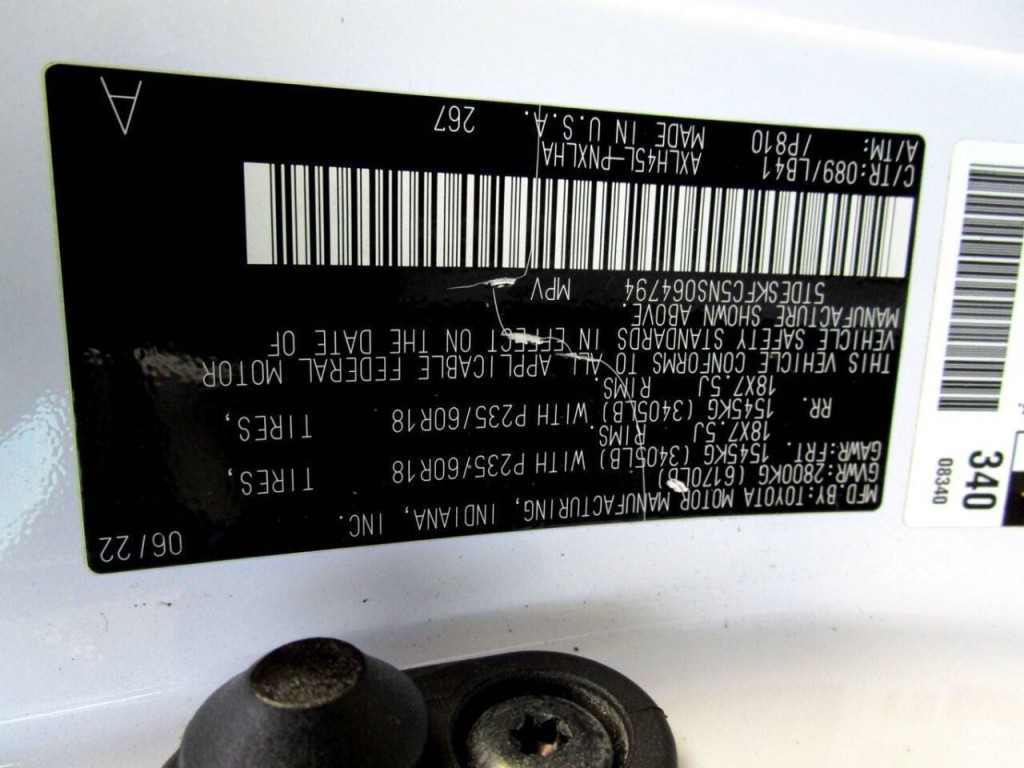 MFD.BY:TOYOTA MOTOR MANUFACTURING, INDIANA, INC. 06/22
GVWR:2800KG (6170LB)
GAWR:FRT. 1545KG (3405LB) WITH P235/60R18 TIRES,
18X7.5J RIMS.
RR. 1545KG (3405LB) WITH P235/60R18 TIRES,
18X7.5J RIMS.
THIS VEHICLE CONFORMS TO ALL APPLICABLE FEDERAL MOTOR
VEHICLE SAFETY STANDARDS IN EFFECT ON THE DATE OF
MANUFACTURE SHOWN ABOVE.
5TDESKFC5NS064794 MPV
C/TR:089/LB41 AXLH45L-PNXLHA
A/TM: /P810 MADE IN U.S.A. 267 A
340
08340